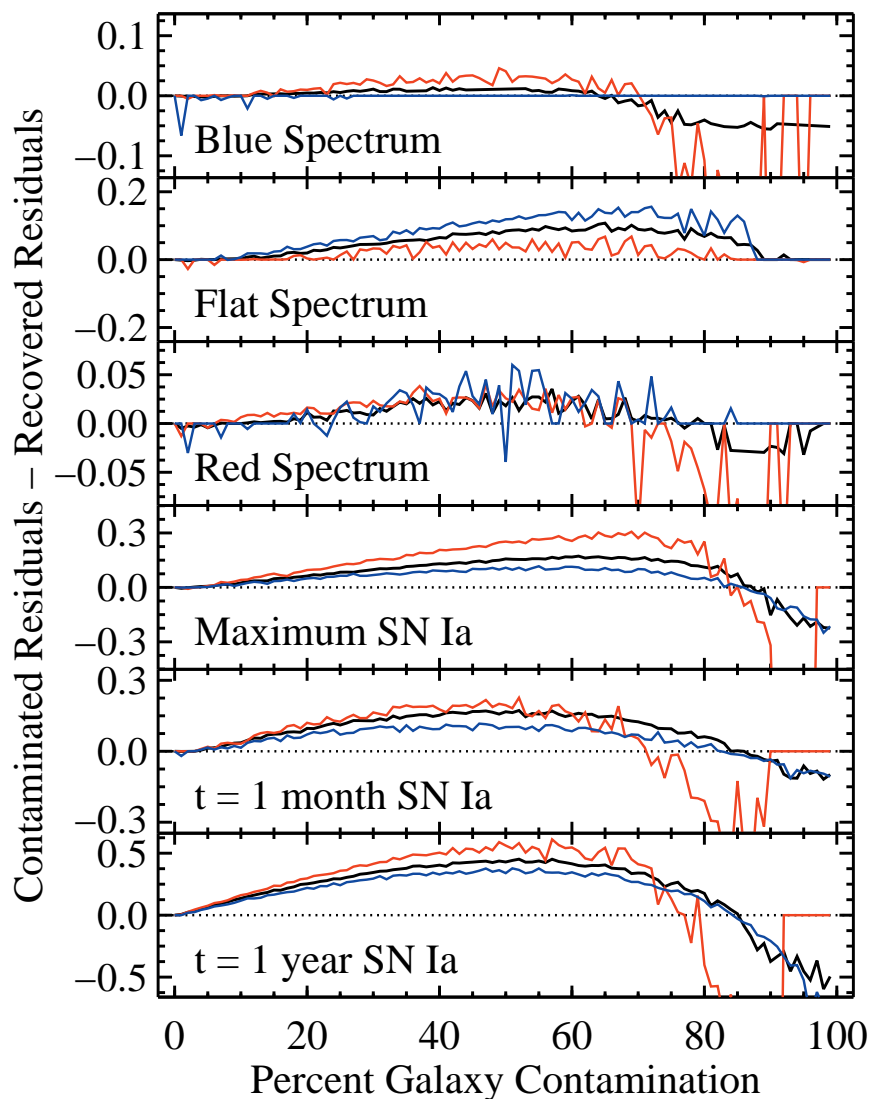 Contaminated Residuals − Recovered Residuals
0.1
0.0
−0.1
Blue Spectrum
0.2
0.0
−0.2
Flat Spectrum
0.05
0.00
−0.05
Red Spectrum
0.3
0.0
−0.3
Maximum SN Ia
0.3
0.0
−0.3
t = 1 month SN Ia
0.5
0.0
−0.5
t = 1 year SN Ia
0 20 40 60 80 100
Percent Galaxy Contamination